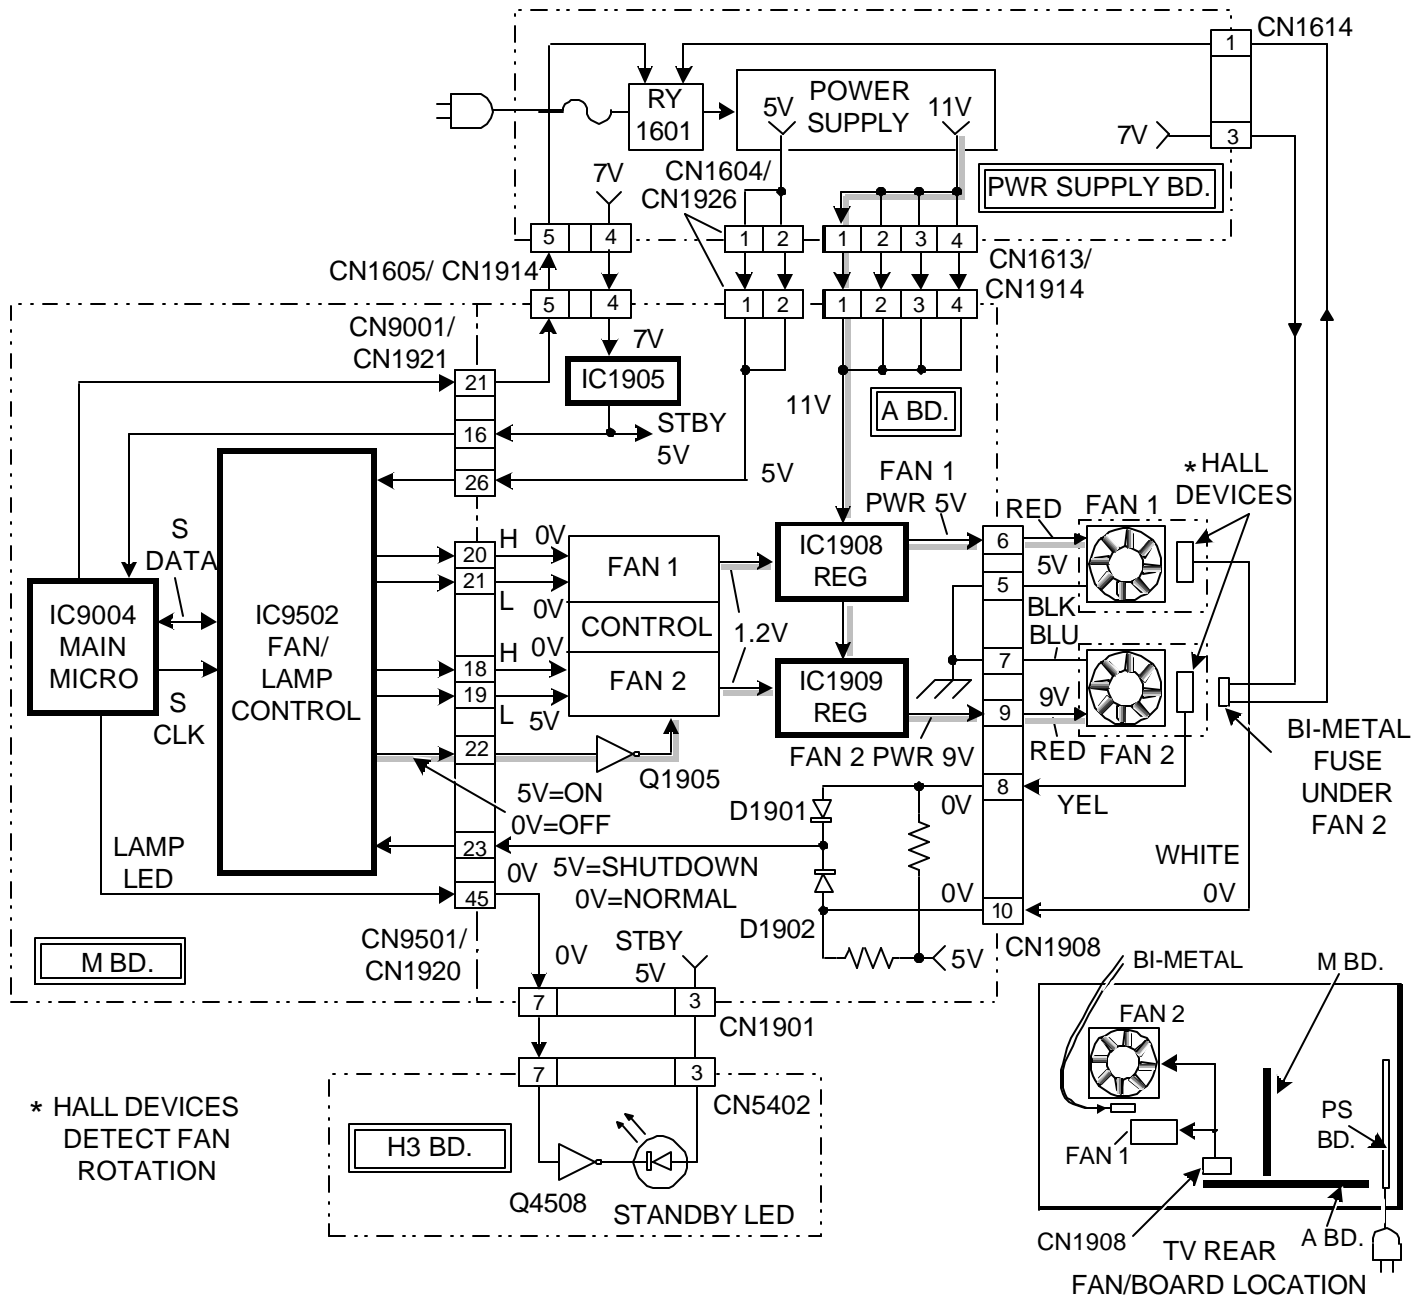 CN1614
1
RY
1601
5V
POWER
SUPPLY
11V
7V
3
7V
CN1604/
CN1926
PWR SUPPLY BD.
5
4
1
2
1
2
3
4
CN1605/ CN1914
CN1613/
CN1914
5
4
1
2
1
2
3
4
CN9001/
CN1921
7V
IC1905
21
11V
A BD.
16
STBY
5V
26
5V
FAN 1
PWR 5V
* HALL
DEVICES
RED
FAN 1
S
DATA
20
H
0V
FAN 1
IC1908
REG
6
5V
21
L
0V
5
BLK
IC9004
MAIN
MICRO
IC9502
FAN/
LAMP
CONTROL
CONTROL
1.2V
BLU
18
H
0V
FAN 2
7
19
L
5V
IC1909
REG
9
9V
RED
FAN 2
S
CLK
22
Q1905
FAN 2 PWR 9V
BI-METAL
FUSE
UNDER
FAN 2
5V=ON
0V=OFF
D1901
0V
8
YEL
LAMP
LED
23
0V
5V=SHUTDOWN
0V=NORMAL
WHITE
0V
45
D1902
0V
10
CN9501/
CN1920
M BD.
0V
STBY
5V
5V
CN1908
7
3
CN1901
7
3
CN5402
BI-METAL
M BD.
FAN 2
PS
BD.
FAN 1
CN1908
A BD.
TV REAR
FAN/BOARD LOCATION
* HALL DEVICES
DETECT FAN
ROTATION
H3 BD.
Q4508
STANDBY LED